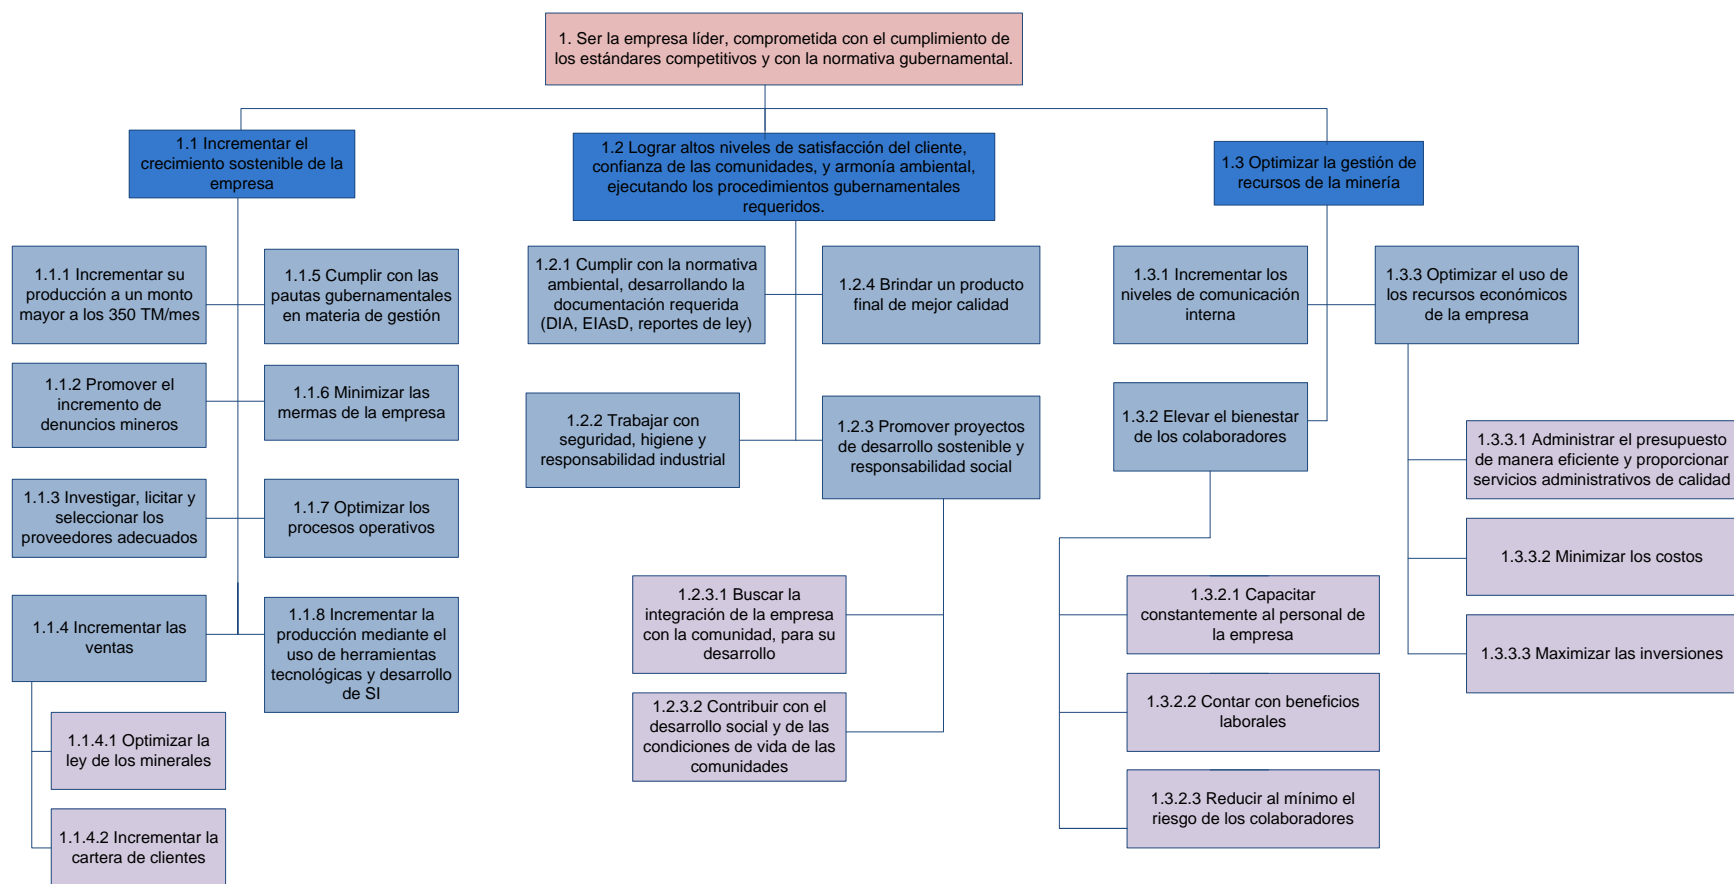 1. Ser la empresa líder, comprometida con el cumplimiento de
los estándares competitivos y con la normativa gubernamental.
1.1 Incrementar el
crecimiento sostenible de la
empresa
1.2 Lograr altos niveles de satisfacción del cliente,
confianza de las comunidades, y armonía ambiental,
ejecutando los procedimientos gubernamentales
requeridos.
1.3 Optimizar la gestión de
recursos de la minería
1.1.1 Incrementar su
producción a un monto
mayor a los 350 TM/mes
1.1.5 Cumplir con las
pautas gubernamentales
en materia de gestión
1.1.2 Promover el
incremento de
denuncios mineros
1.1.6 Minimizar las
mermas de la empresa
1.1.3 Investigar, licitar y
seleccionar los
proveedores adecuados
1.1.7 Optimizar los
procesos operativos
1.1.4 Incrementar las
ventas
1.1.8 Incrementar la
producción mediante el
uso de herramientas
tecnológicas y desarrollo
de SI
1.1.4.1 Optimizar la
ley de los minerales
1.1.4.2 Incrementar la
cartera de clientes
1.2.1 Cumplir con la normativa
ambiental, desarrollando la
documentación requerida
(DIA, EIAsD, reportes de ley)
1.2.4 Brindar un producto
final de mejor calidad
1.2.2 Trabajar con
seguridad, higiene y
responsabilidad industrial
1.2.3 Promover proyectos
de desarrollo sostenible y
responsabilidad social
1.2.3.1 Buscar la
integración de la empresa
con la comunidad, para su
desarrollo
1.2.3.2 Contribuir con el
desarrollo social y de las
condiciones de vida de las
comunidades
1.3.1 Incrementar los
niveles de comunicación
interna
1.3.3 Optimizar el uso de
los recursos económicos
de la empresa
1.3.2 Elevar el bienestar
de los colaboradores
1.3.3.1 Administrar el presupuesto
de manera eficiente y proporcionar
servicios administrativos de calidad
1.3.3.2 Minimizar los costos
1.3.3.3 Maximizar las inversiones
1.3.2.1 Capacitar
constantemente al personal de
la empresa
1.3.2.2 Contar con beneficios
laborales
1.3.2.3 Reducir al mínimo el
riesgo de los colaboradores